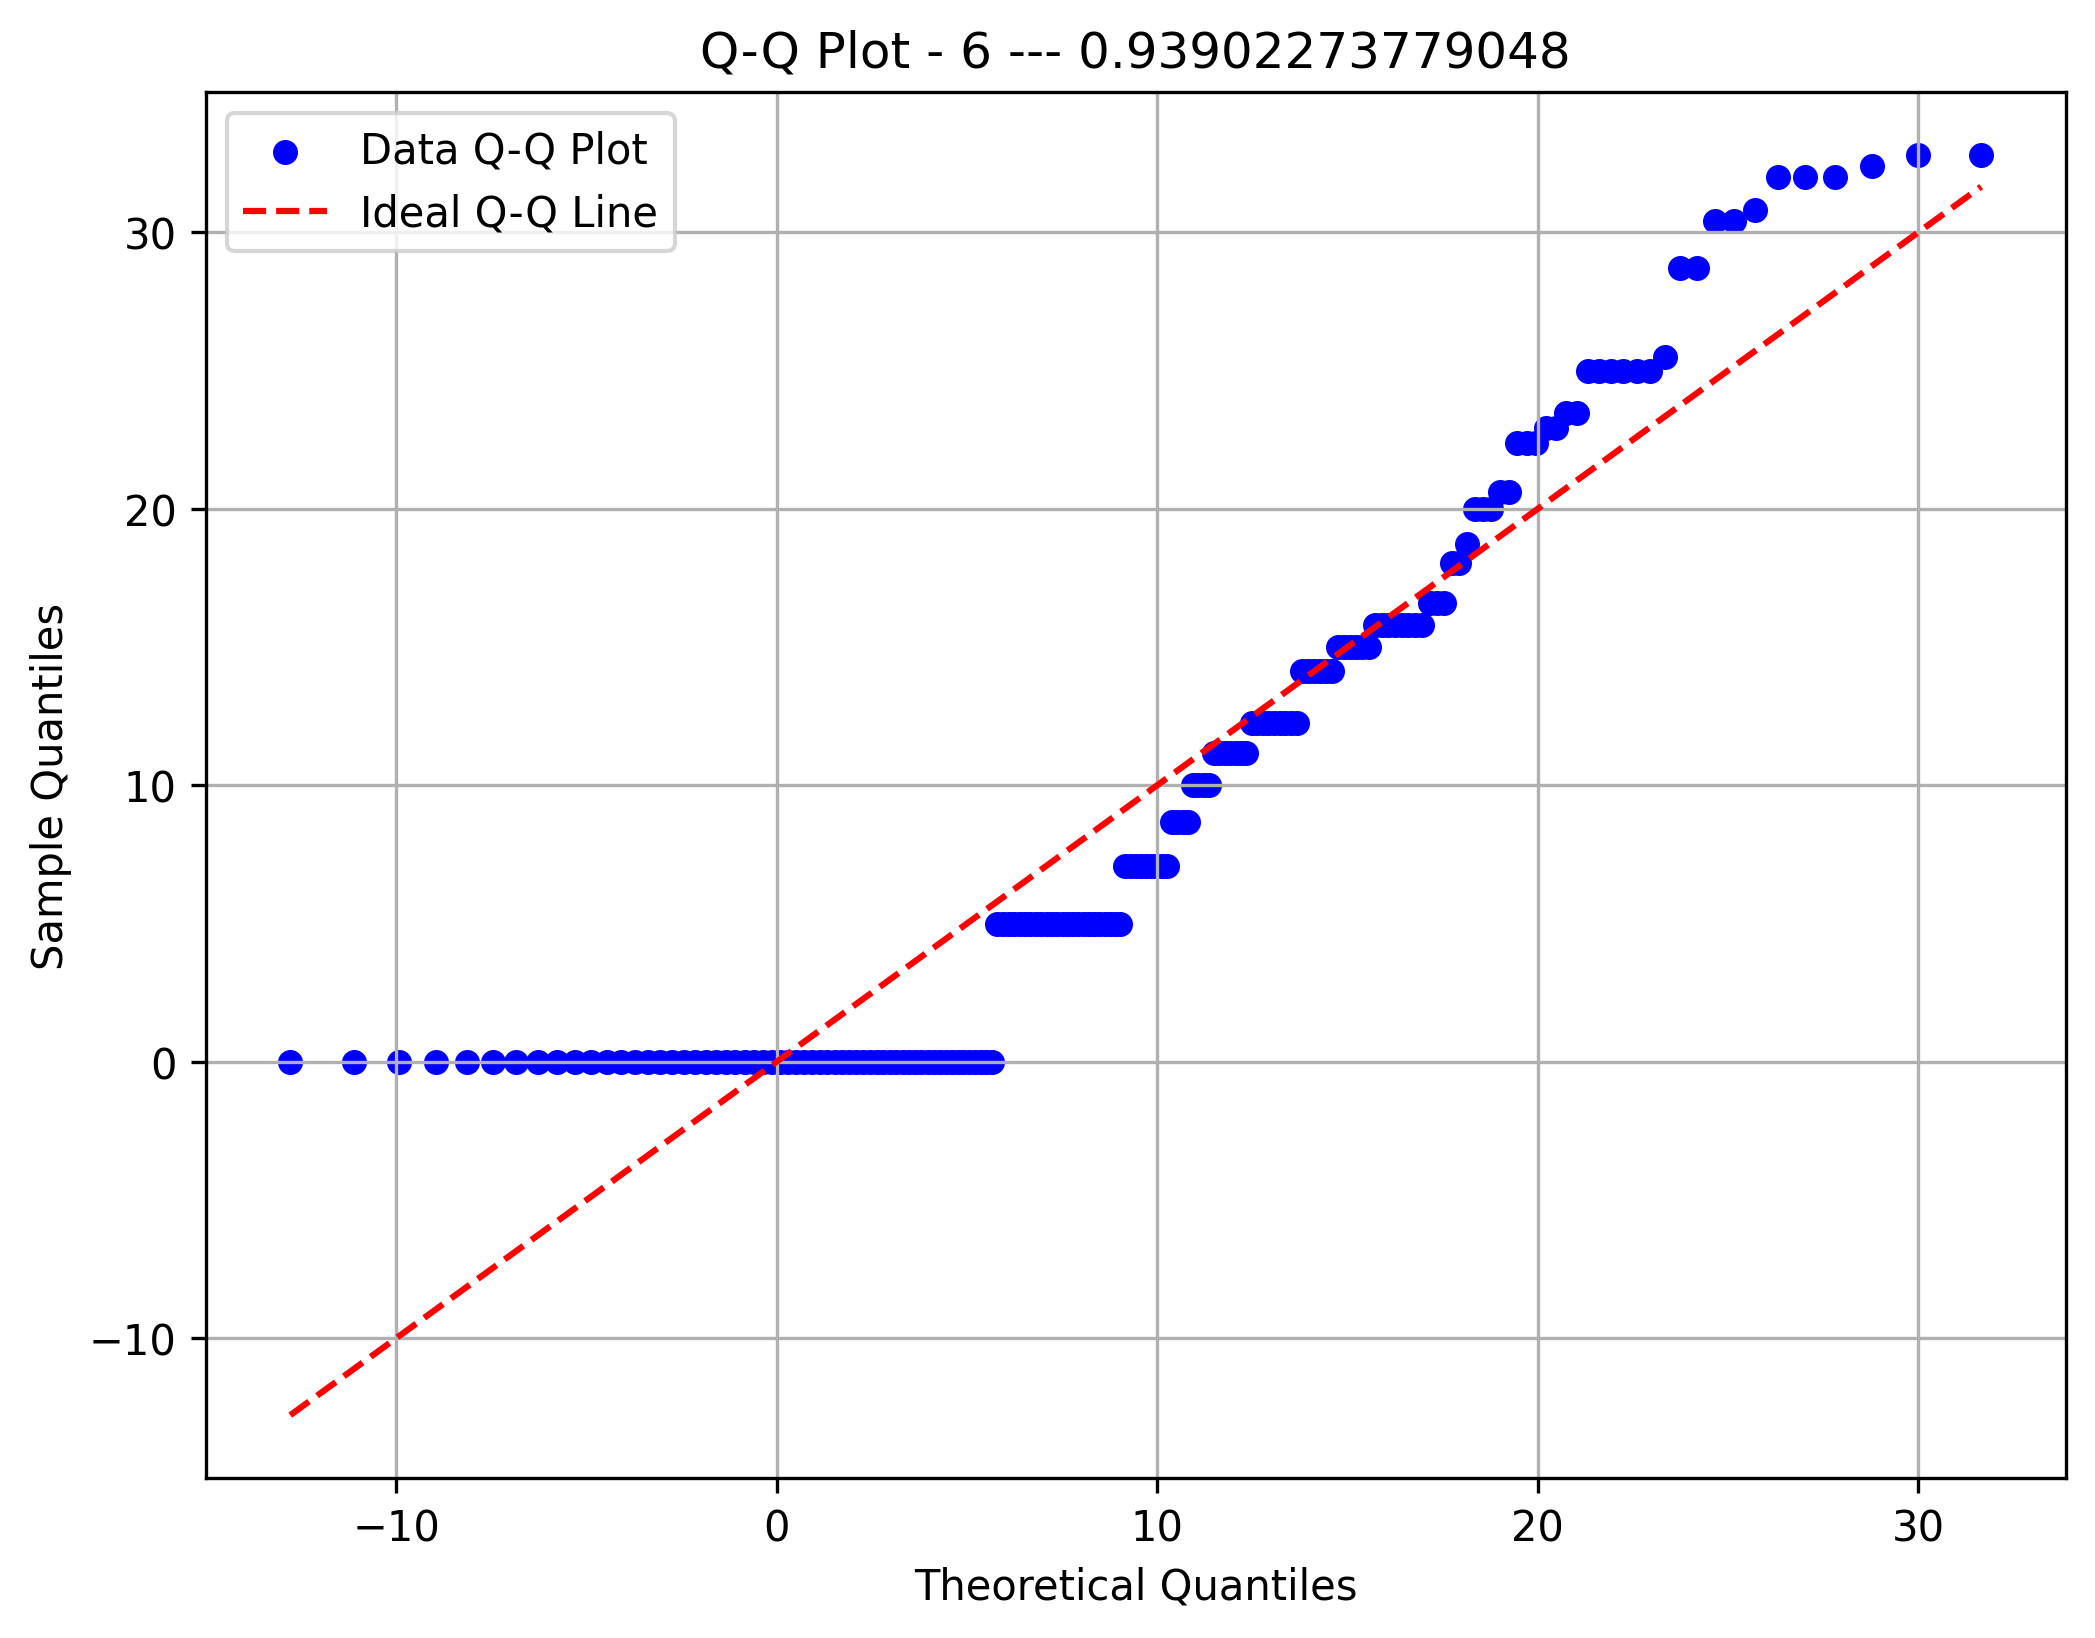 Q-Q Plot - 6 --- 0.93902273779048
Data Q-Q Plot
Ideal Q-Q Line
30
20
10
0
−10
Sample Quantiles
−10 0 10 20 30
Theoretical Quantiles